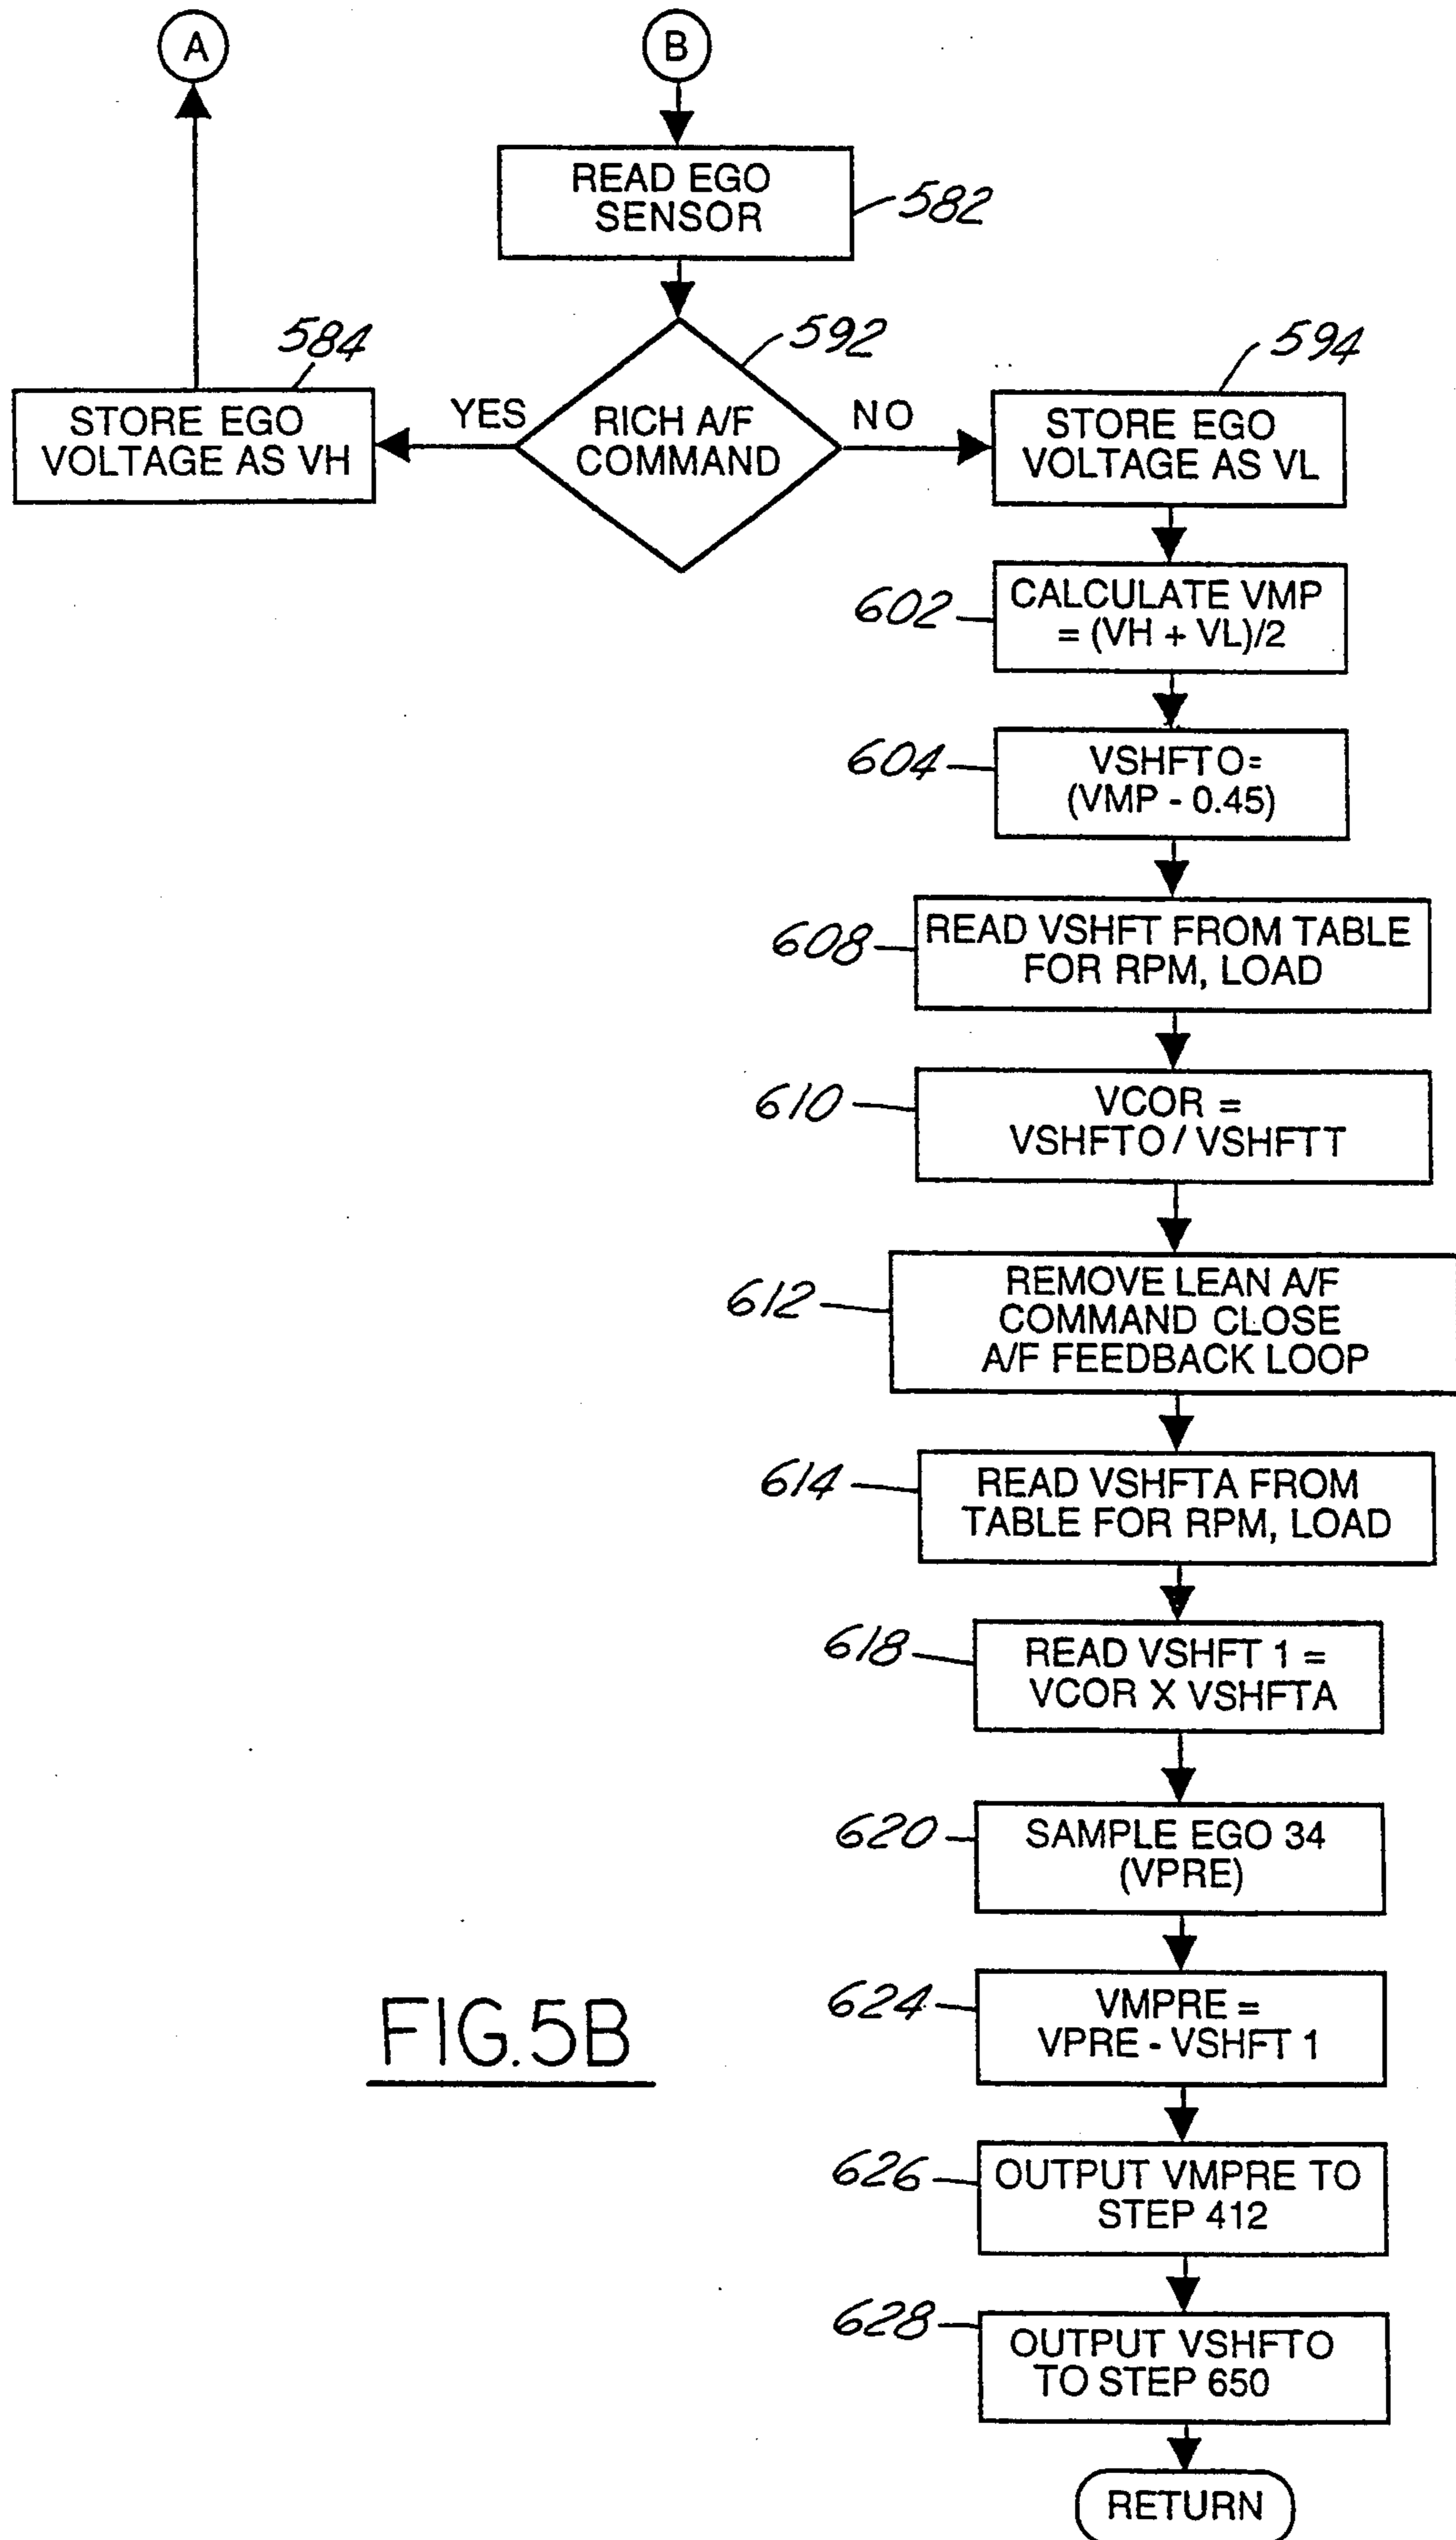 A
B
READ EGO
SENSOR
582
592
RICH A/F
COMMAND
YES
NO
584
STORE EGO
VOLTAGE AS VH
594
STORE EGO
VOLTAGE AS VL
602
CALCULATE VMP
= (VH + VL)/2
604
VSHFTO=
(VMP - 0.45)
608
READ VSHFT FROM TABLE
FOR RPM, LOAD
610
VCOR =
VSHFTO / VSHFTT
612
REMOVE LEAN A/F
COMMAND CLOSE
A/F FEEDBACK LOOP
614
READ VSHFTA FROM
TABLE FOR RPM, LOAD
618
READ VSHFT 1 =
VCOR X VSHFTA
620
SAMPLE EGO 34
(VPRE)
624
VMPRE =
VPRE - VSHFT 1
626
OUTPUT VMPRE TO
STEP 412
628
OUTPUT VSHFTO
TO STEP 650
RETURN
FIG.5B